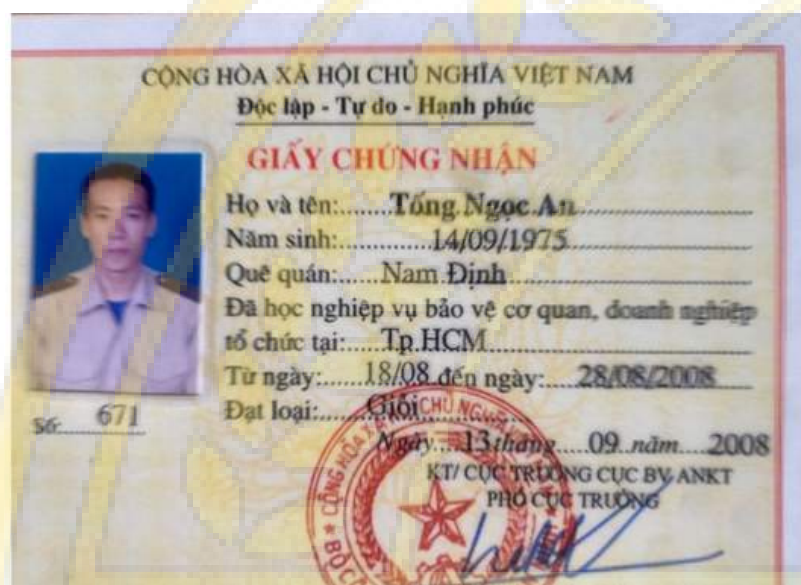 CỘNG HÒA XÃ HỘI CHỦ NGHĨA VIỆT NAM
Độc lập - Tự do - Hạnh phúc
GIẤY CHỨNG NHẬN
Họ và tên:.......Tống Ngọc An
Năm sinh:............14/09/1975
Quê quán:......Nam Định
Đã học nghiệp vụ bảo vệ cơ quan, doanh nghiệp
tổ chức tại:.....Tp.HCM
Từ ngày:......18/08 đến ngày:....28/08/2008
Số: 671
Đạt loại:.......Giỏi
Ngày....13 tháng.....09..năm....2008
KT/ CỤC TRƯỞNG CỤC BV ANKT
PHÓ CỤC TRƯỞNG